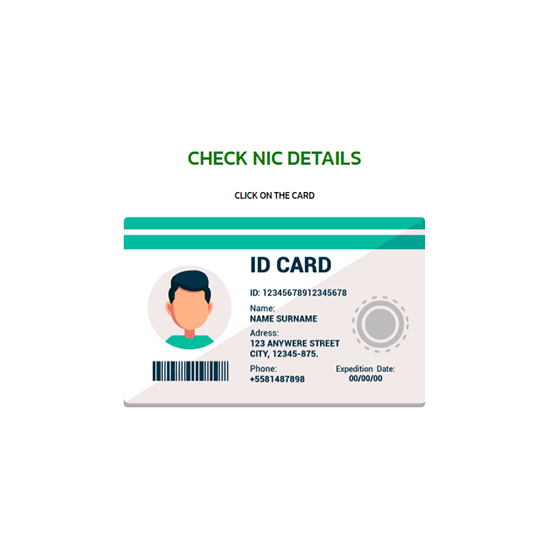 CHECK NIC DETAILS
CLICK ON THE CARD
ID CARD
ID: 12345678912345678
Name:
NAME SURNAME
Adress:
123 ANYWERE STREET
CITY, 12345-875.
Phone:
+5581487898
Expedition Date:
00/00/00